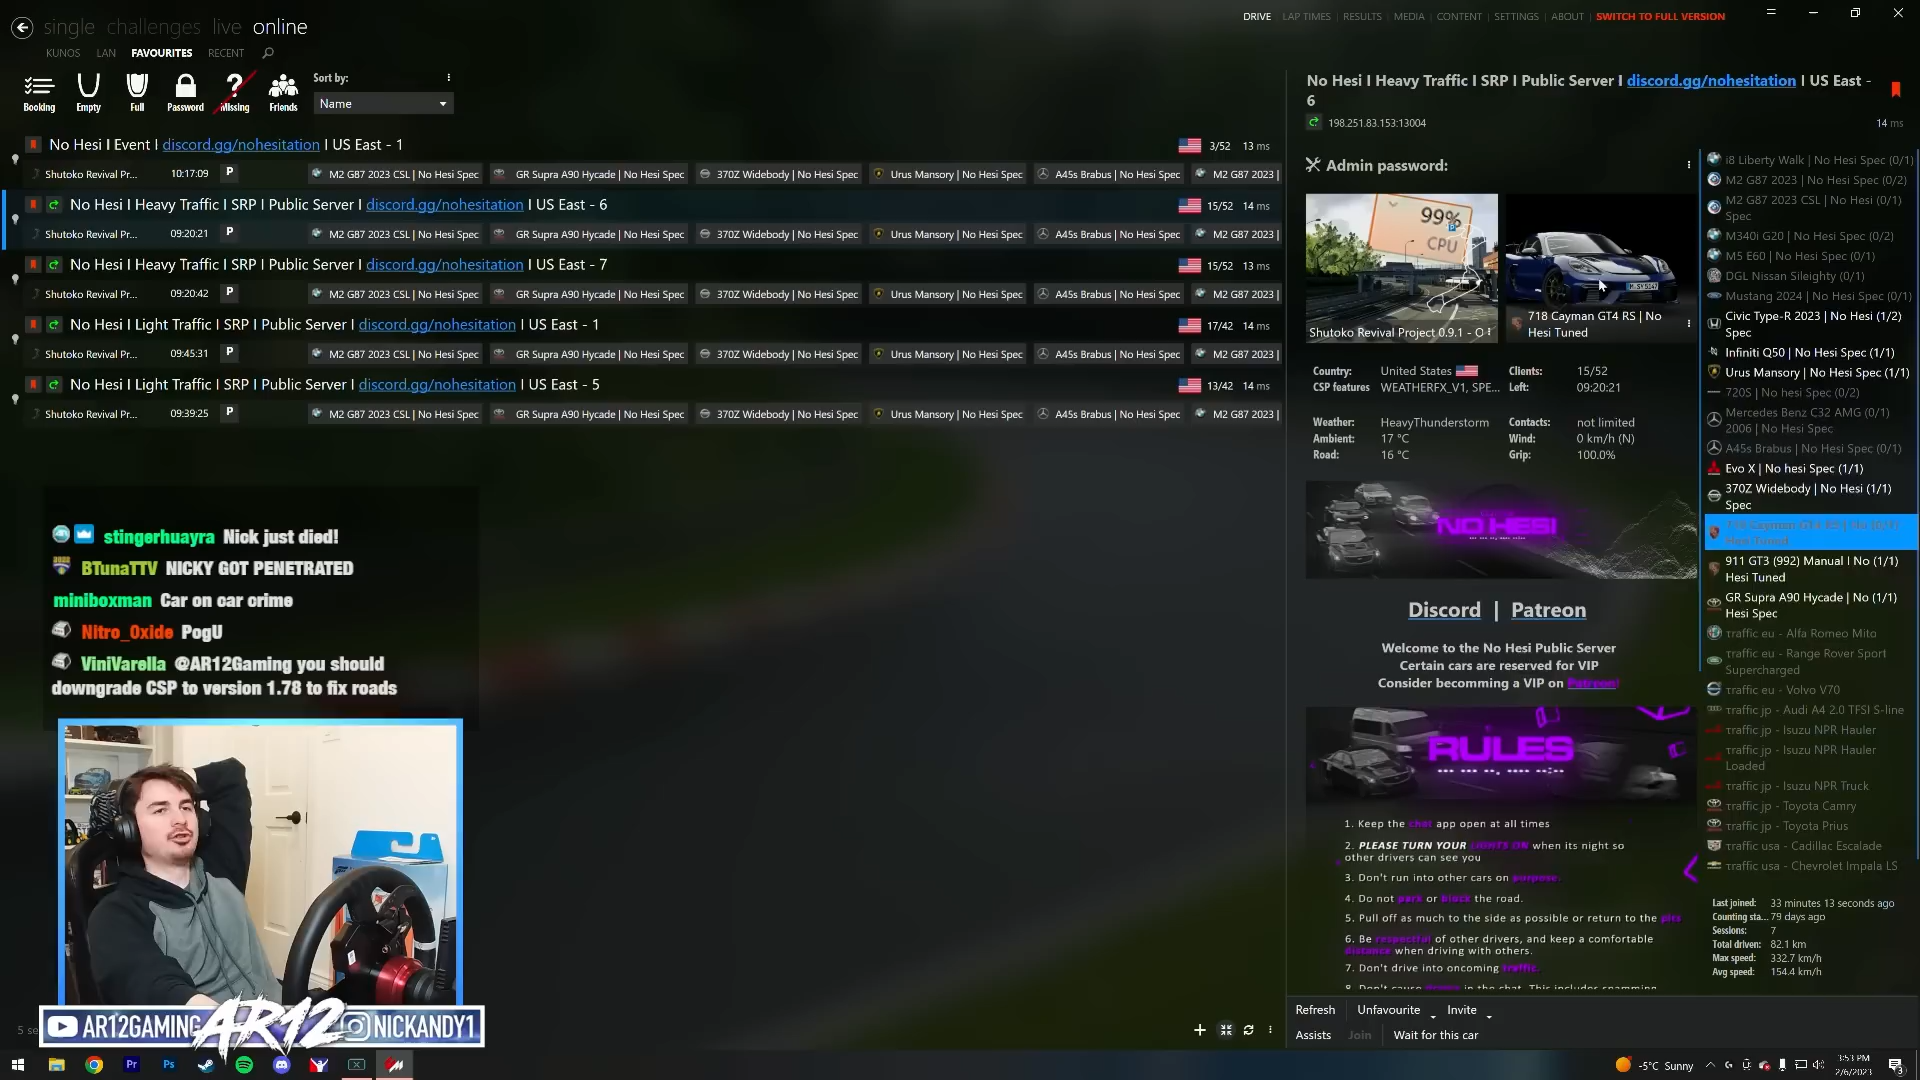 single challenges live online
DRIVE | LAP TIMES | RESULTS | MEDIA | CONTENT | SETTINGS | ABOUT | SWITCH TO FULL VERSION
KUNOS LAN FAVOURITES RECENT
Booking Empty Full Password Missing Friends
Sort by:
Name
No Hesi I Event I discord.gg/nohesitation I US East - 1 3/52 13 ms
Shutoko Revival Pr... 10:17:09 P M2 G87 2023 CSL | No Hesi Spec GR Supra A90 Hycade | No Hesi Spec 370Z Widebody | No Hesi Spec Urus Mansory | No Hesi Spec A45s Brabus | No Hesi Spec M2 G87 2023 |
No Hesi I Heavy Traffic I SRP I Public Server I discord.gg/nohesitation I US East - 6 15/52 14 ms
Shutoko Revival Pr... 09:20:21 P M2 G87 2023 CSL | No Hesi Spec GR Supra A90 Hycade | No Hesi Spec 370Z Widebody | No Hesi Spec Urus Mansory | No Hesi Spec A45s Brabus | No Hesi Spec M2 G87 2023 |
No Hesi I Heavy Traffic I SRP I Public Server I discord.gg/nohesitation I US East - 7 15/52 13 ms
Shutoko Revival Pr... 09:20:42 P M2 G87 2023 CSL | No Hesi Spec GR Supra A90 Hycade | No Hesi Spec 370Z Widebody | No Hesi Spec Urus Mansory | No Hesi Spec A45s Brabus | No Hesi Spec M2 G87 2023 |
No Hesi I Light Traffic I SRP I Public Server I discord.gg/nohesitation I US East - 1 17/42 14 ms
Shutoko Revival Pr... 09:45:31 P M2 G87 2023 CSL | No Hesi Spec GR Supra A90 Hycade | No Hesi Spec 370Z Widebody | No Hesi Spec Urus Mansory | No Hesi Spec A45s Brabus | No Hesi Spec M2 G87 2023 |
No Hesi I Light Traffic I SRP I Public Server I discord.gg/nohesitation I US East - 5 13/42 14 ms
Shutoko Revival Pr... 09:39:25 P M2 G87 2023 CSL | No Hesi Spec GR Supra A90 Hycade | No Hesi Spec 370Z Widebody | No Hesi Spec Urus Mansory | No Hesi Spec A45s Brabus | No Hesi Spec M2 G87 2023 |
stingerhuayra Nick just died!
BTunaTTV NICKY GOT PENETRATED
miniboxman Car on car crime
Nitro_Oxide PogU
ViniVarella @AR12Gaming you should
downgrade CSP to version 1.78 to fix roads
AR12GAMING AR12 NICKANDY1
No Hesi I Heavy Traffic I SRP I Public Server I discord.gg/nohesitation I US East -
6
198.251.83.153:13004 14 ms
Admin password:
99%
CPU
Shutoko Revival Project 0.9.1 - O
718 Cayman GT4 RS | No
Hesi Tuned
Country: United States Clients: 15/52
CSP features WEATHERFX_V1, SPE... Left: 09:20:21
Weather: HeavyThunderstorm Contacts: not limited
Ambient: 17 °C Wind: 0 km/h (N)
Road: 16 °C Grip: 100.0%
NO HESI
Discord | Patreon
Welcome to the No Hesi Public Server
Certain cars are reserved for VIP
Consider becomming a VIP on Patreon!
RULES
1. Keep the chat app open at all times
2. PLEASE TURN YOUR LIGHTS ON when its night so
other drivers can see you
3. Don't run into other cars on purpose.
4. Do not park or block the road.
5. Pull off as much to the side as possible or return to the pits
6. Be respectful of other drivers, and keep a comfortable
distance when driving with others.
7. Don't drive into oncoming traffic.
8. Don't cause drama in the chat. This includes spamming
Refresh Unfavourite Invite
Assists Join Wait for this car
i8 Liberty Walk | No Hesi Spec (0/1)
M2 G87 2023 | No Hesi Spec (0/2)
M2 G87 2023 CSL | No Hesi (0/1)
Spec
M340i G20 | No Hesi Spec (0/2)
M5 E60 | No Hesi Spec (0/1)
DGL Nissan Sileighty (0/1)
Mustang 2024 | No Hesi Spec (0/1)
Civic Type-R 2023 | No Hesi (1/2)
Spec
Infiniti Q50 | No Hesi Spec (1/1)
Urus Mansory | No Hesi Spec (1/1)
720S | No hesi Spec (0/2)
Mercedes Benz C32 AMG (0/1)
2006 | No Hesi Spec
A45s Brabus | No Hesi Spec (0/1)
Evo X | No hesi Spec (1/1)
370Z Widebody | No Hesi (1/1)
Spec
718 Cayman GT4 RS | No (0/1)
Hesi Tuned
911 GT3 (992) Manual I No (1/1)
Hesi Tuned
GR Supra A90 Hycade | No (1/1)
Hesi Spec
Traffic eu - Alfa Romeo Mito
Traffic eu - Range Rover Sport
Supercharged
Traffic eu - Volvo V70
Traffic jp - Audi A4 2.0 TFSI S-line
Traffic jp - Isuzu NPR Hauler
Traffic jp - Isuzu NPR Hauler
Loaded
Traffic jp - Isuzu NPR Truck
Traffic jp - Toyota Camry
Traffic jp - Toyota Prius
Traffic usa - Cadillac Escalade
Traffic usa - Chevrolet Impala LS
Last joined: 33 minutes 13 seconds ago
Counting sta... 79 days ago
Sessions: 7
Total driven: 82.1 km
Max speed: 332.7 km/h
Avg speed: 154.4 km/h
-5°C Sunny
3:53 PM
2/6/2023